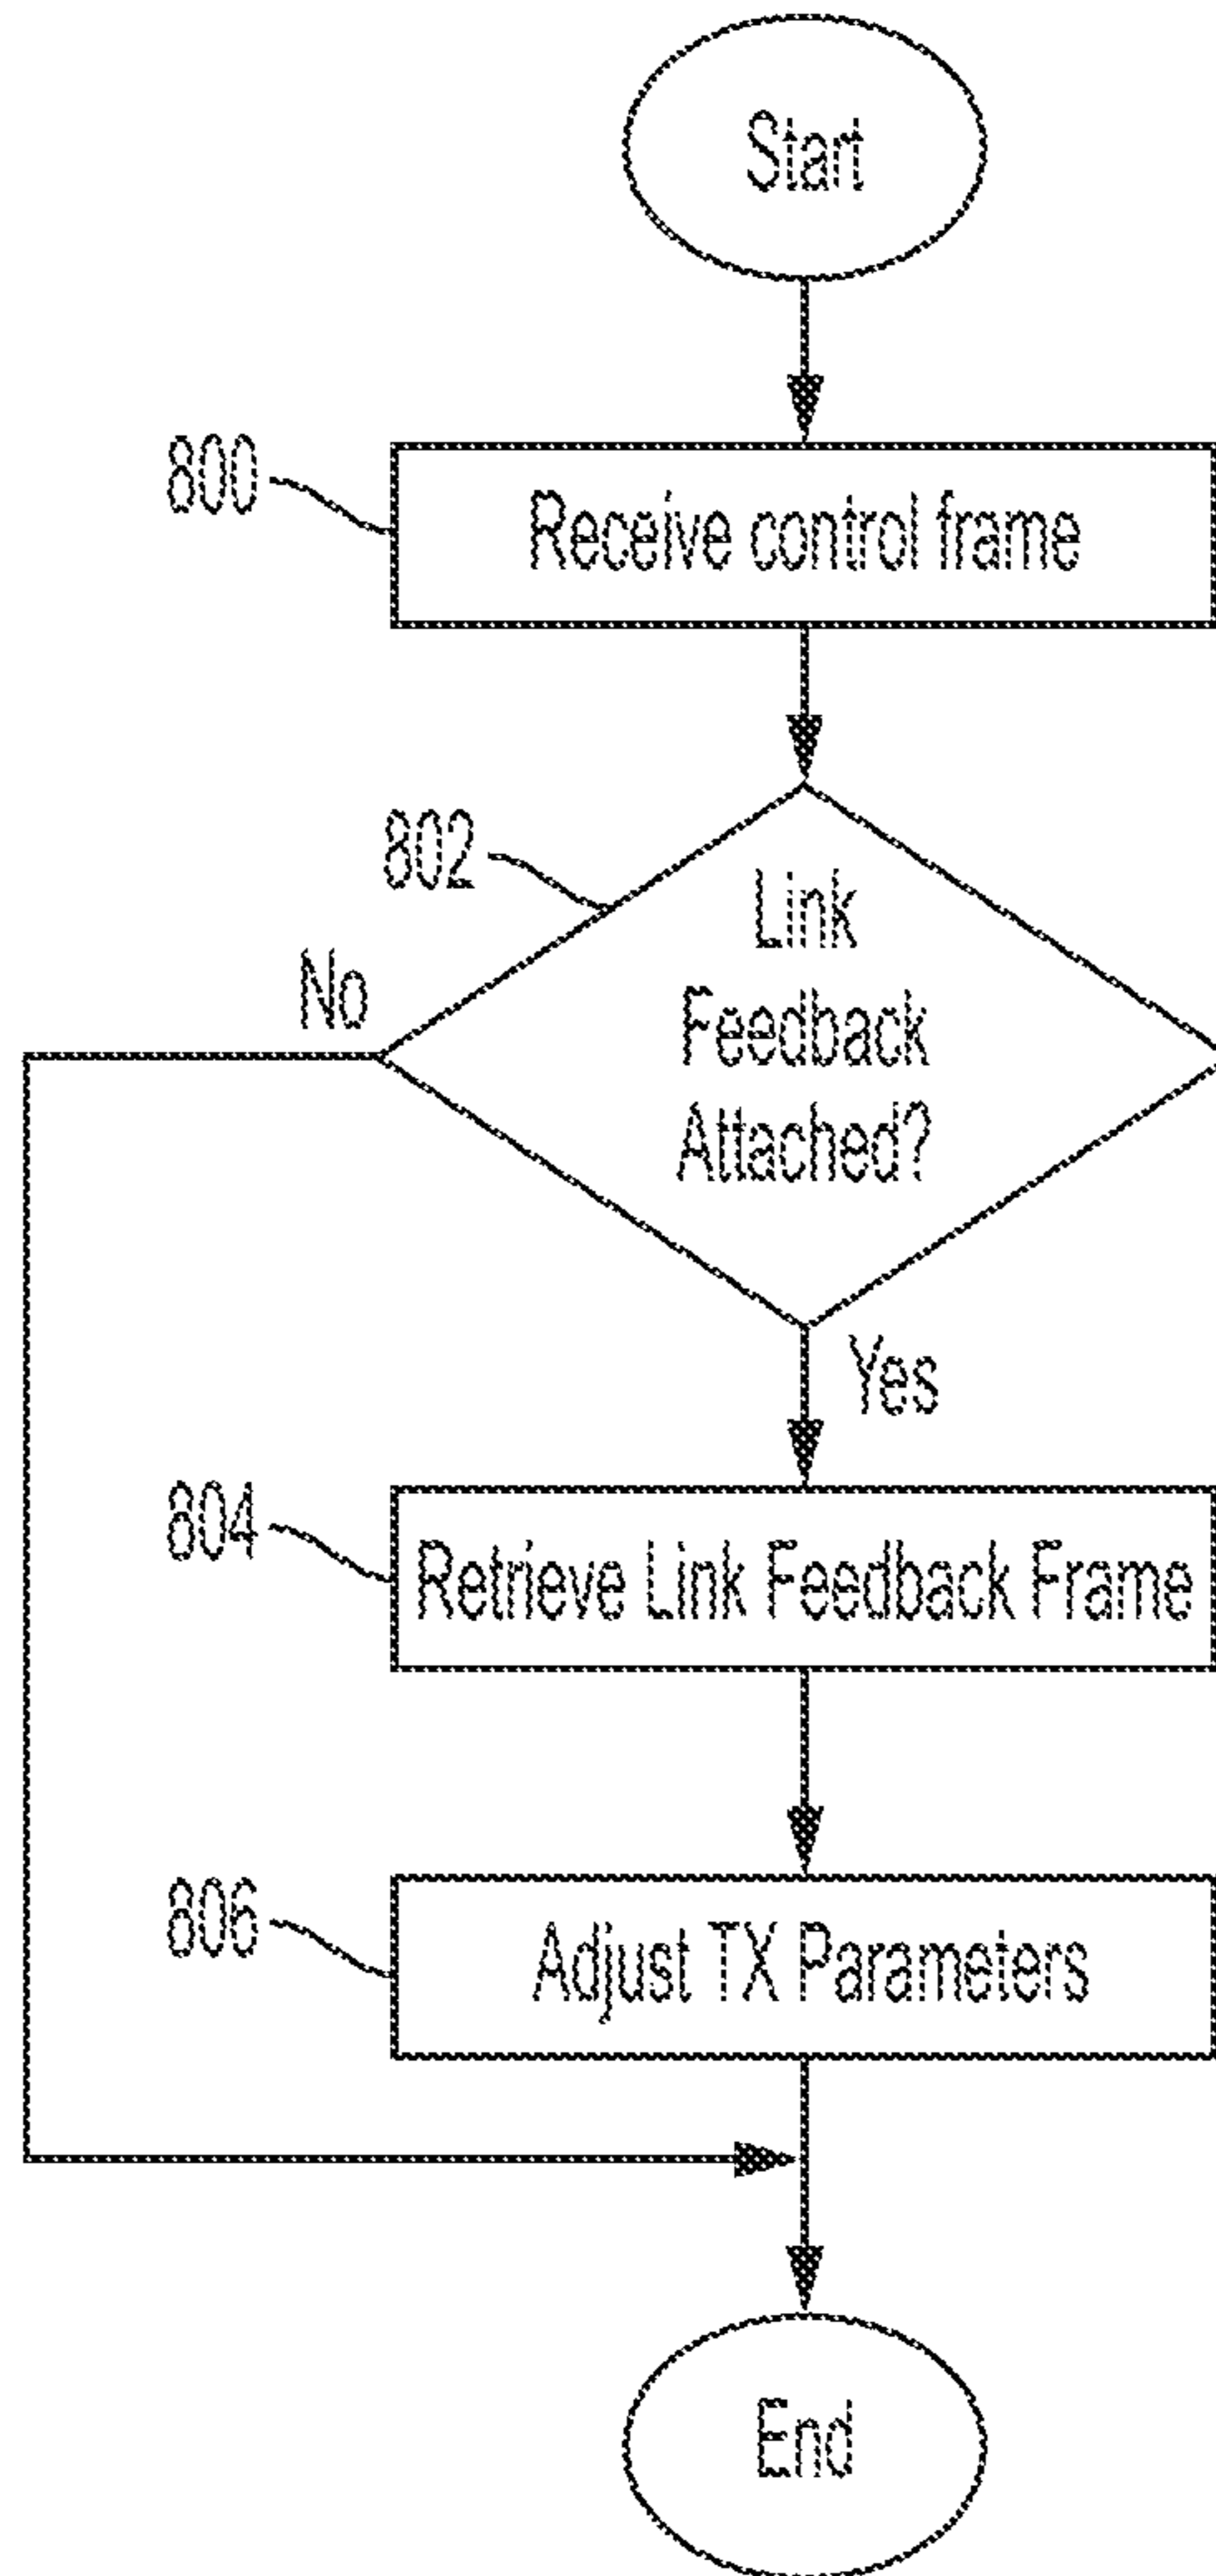 Start
800
Receive control frame
802
Link
Feedback
Attached?
No
Yes
804
Retrieve Link Feedback Frame
806
Adjust TX Parameters
End